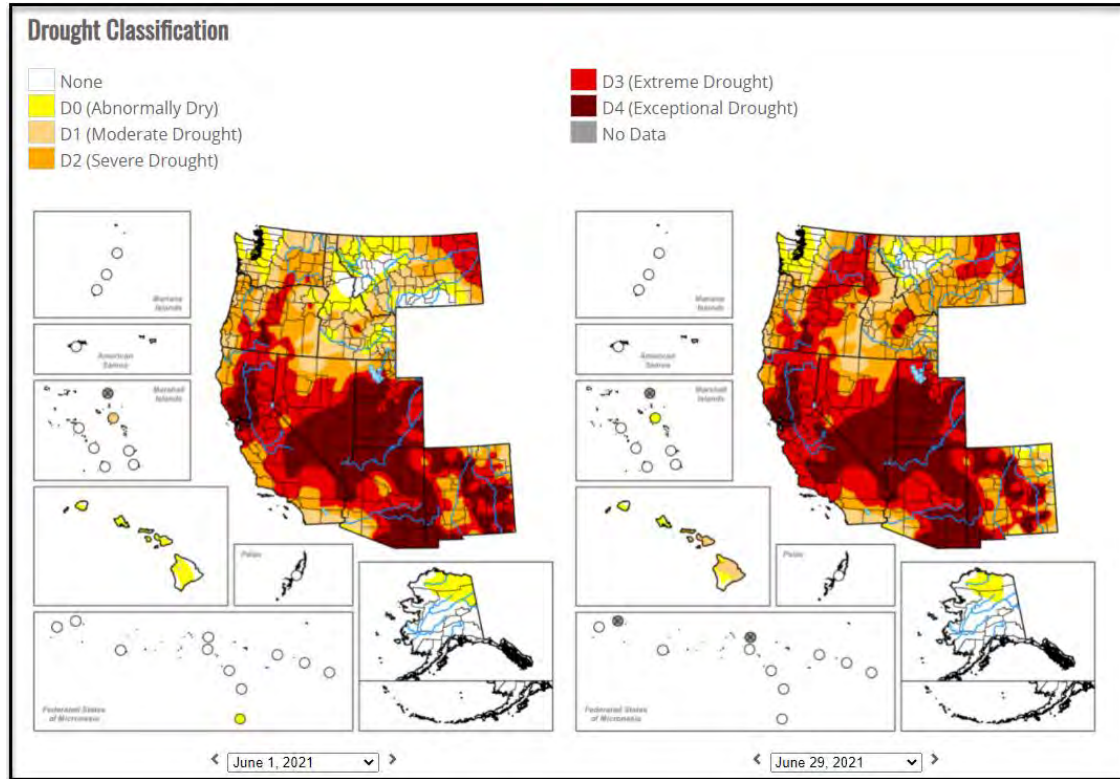 Drought Classification
None
D0 (Abnormally Dry)
D1 (Moderate Drought)
D2 (Severe Drought)
D3 (Extreme Drought)
D4 (Exceptional Drought)
No Data
Mariana
Islands
American
Samoa
Marshall
Islands
Palau
Federated States
of Micronesia
< June 1, 2021 >
Mariana
Islands
American
Samoa
Marshall
Islands
Palau
Federated States
of Micronesia
< June 29, 2021 >